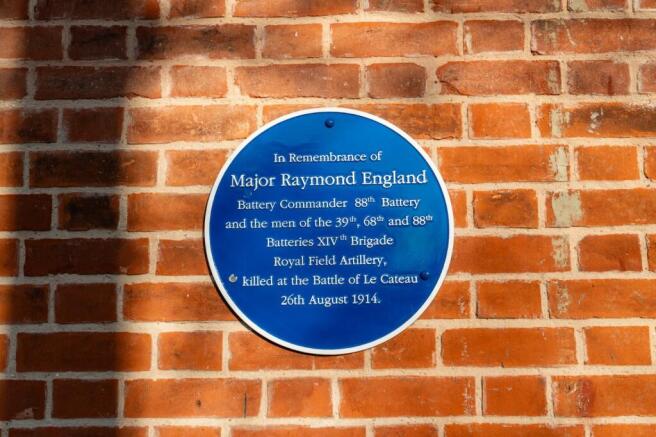 In Remembrance of
Major Raymond England
Battery Commander 88th Battery
and the men of the 39th, 68th and 88th
Batteries XIVth Brigade
Royal Field Artillery,
killed at the Battle of Le Cateau
26th August 1914.